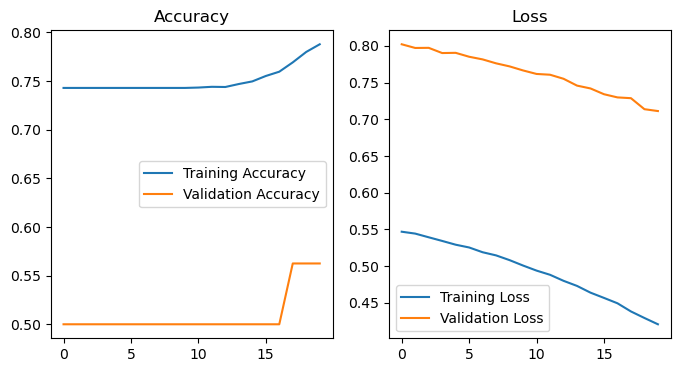 Accuracy
0.80
0.75
0.70
0.65
0.60
0.55
0.50
0 5 10 15
Training Accuracy
Validation Accuracy
Loss
0.80
0.75
0.70
0.65
0.60
0.55
0.50
0.45
0 5 10 15
Training Loss
Validation Loss